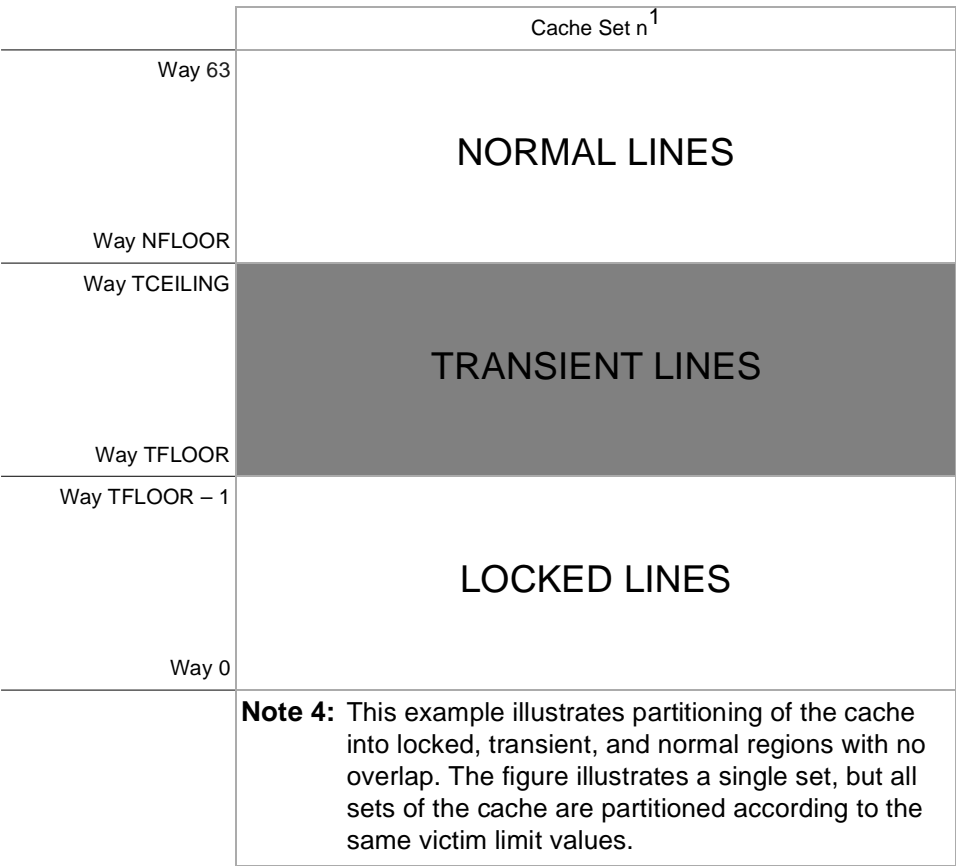 Cache Set n1
Way 63
NORMAL LINES
Way NFLOOR
Way TCEILING
TRANSIENT LINES
Way TFLOOR
Way TFLOOR – 1
LOCKED LINES
Way 0
Note 4: This example illustrates partitioning of the cache
into locked, transient, and normal regions with no
overlap. The figure illustrates a single set, but all
sets of the cache are partitioned according to the
same victim limit values.